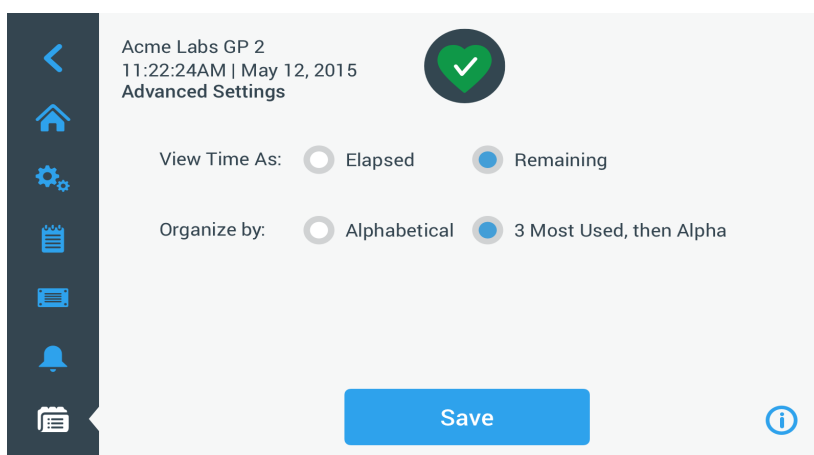 Acme Labs GP 2
11:22:24AM | May 12, 2015
Advanced Settings
View Time As: Elapsed Remaining
Organize by: Alphabetical 3 Most Used, then Alpha
Save